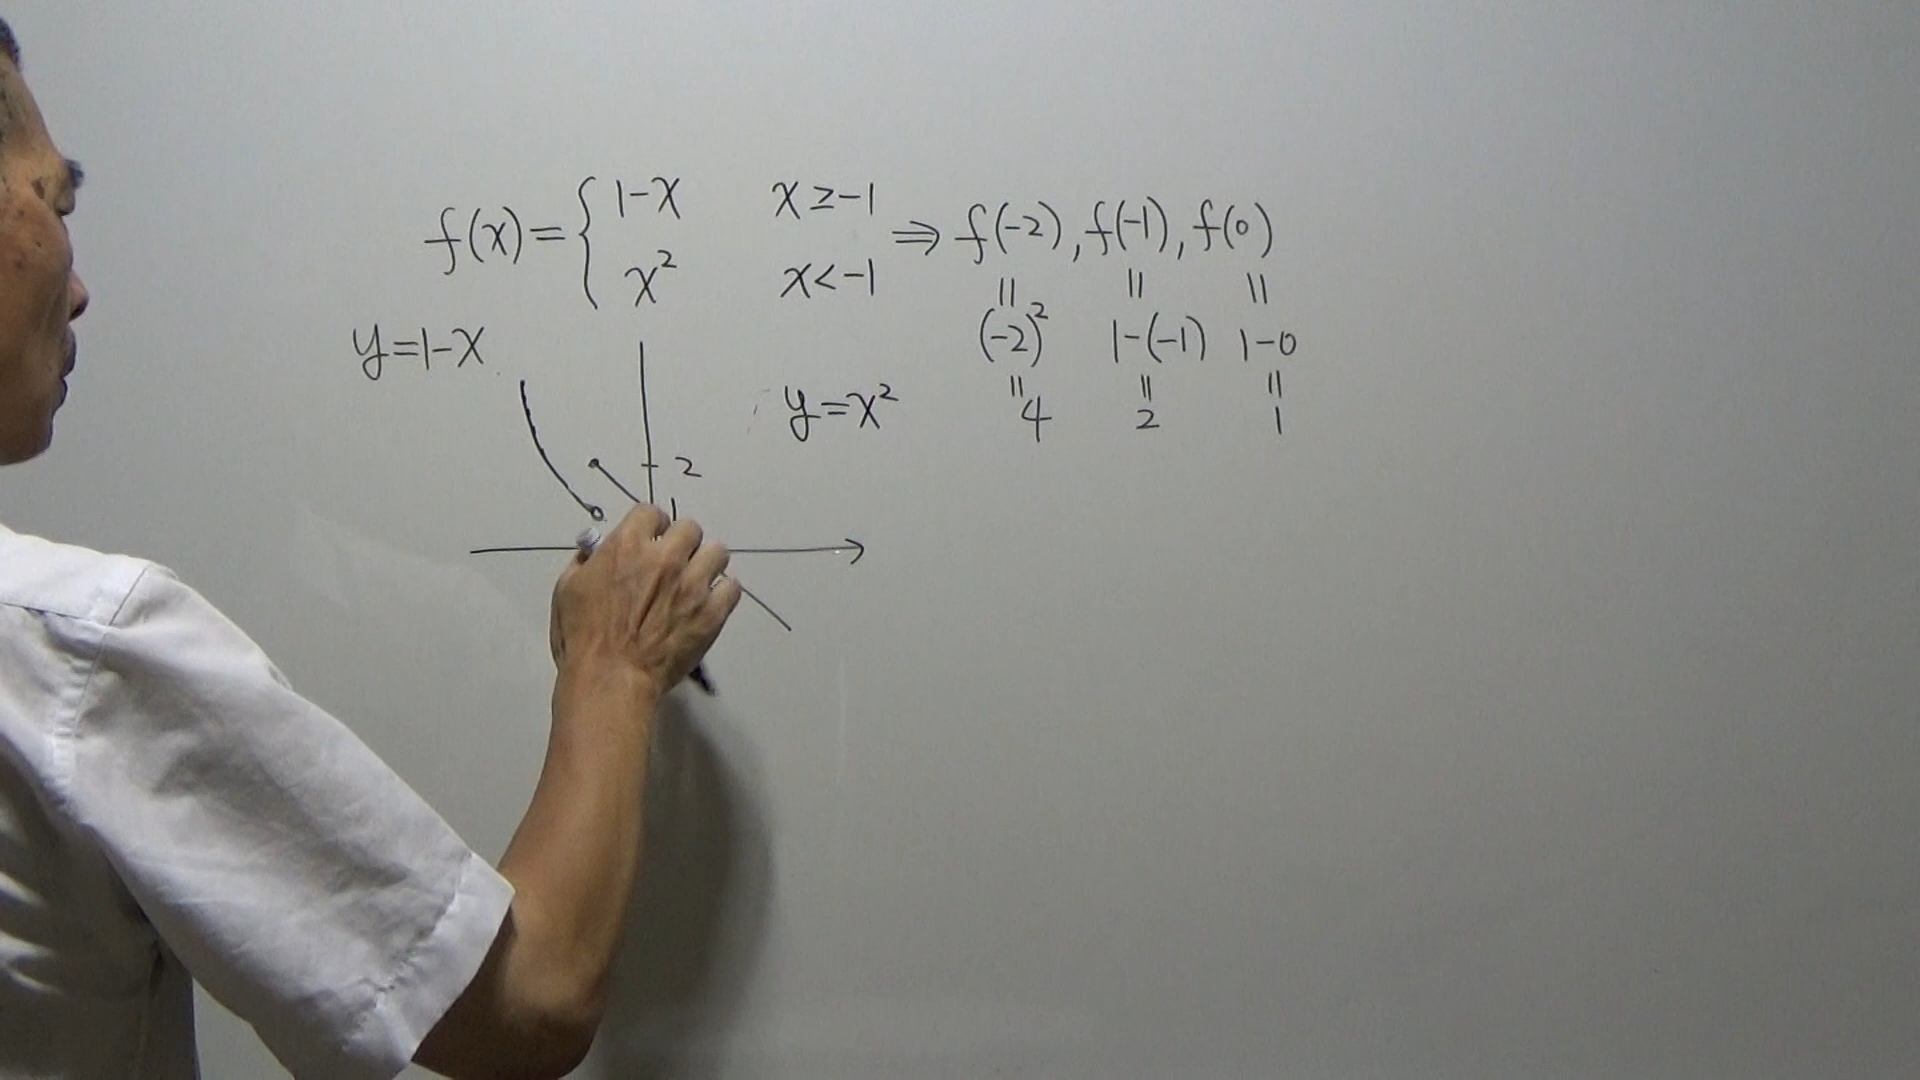 f(x)={ 1-x  x≥-1
x²  x<-1
⇒ f(-2), f(-1), f(0)
=  =  =
(-2)²  1-(-1)  1-0
=  =  =
4  2  1
y=1-x
y=x²
2
1